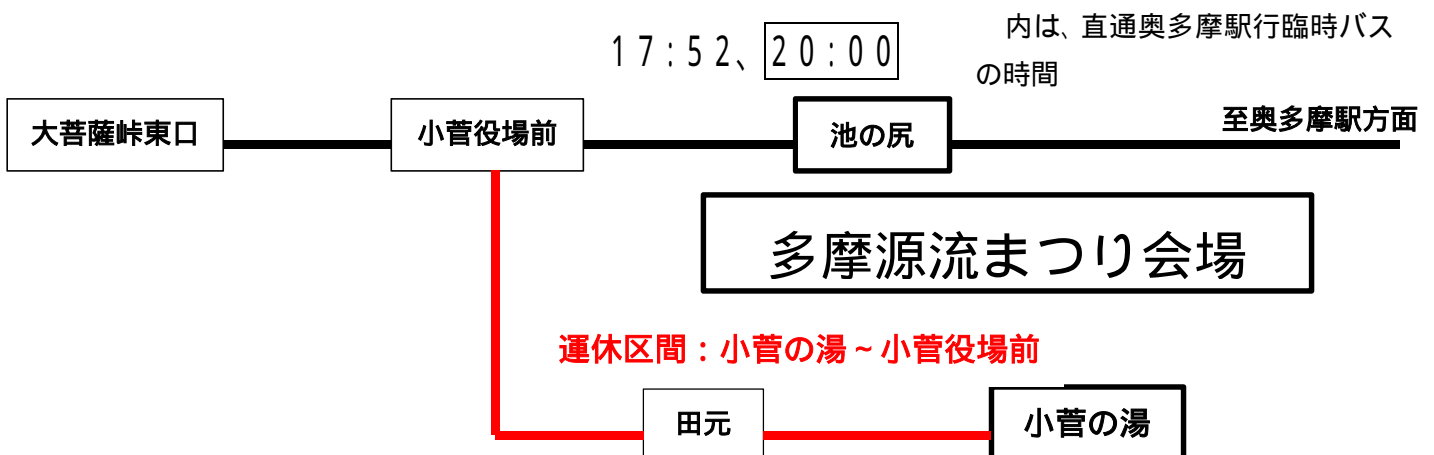 内は、直通奥多摩駅行臨時バス
の時間
17:52、20:00
大菩薩峠東口
小菅役場前
池の尻
至奥多摩駅方面
多摩源流まつり会場
運休区間：小菅の湯~小菅役場前
田元
小菅の湯